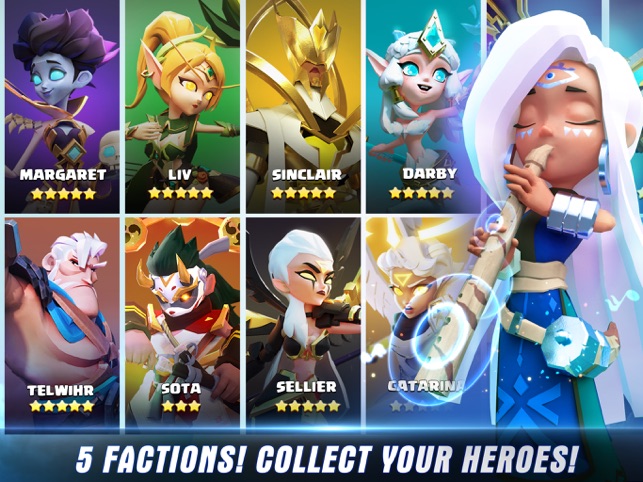 MARGARET
LIV
SINCLAIR
DARBY
TELWIHR
SOTA
SELLIER
CATARINA
5 FACTIONS! COLLECT YOUR HEROES!